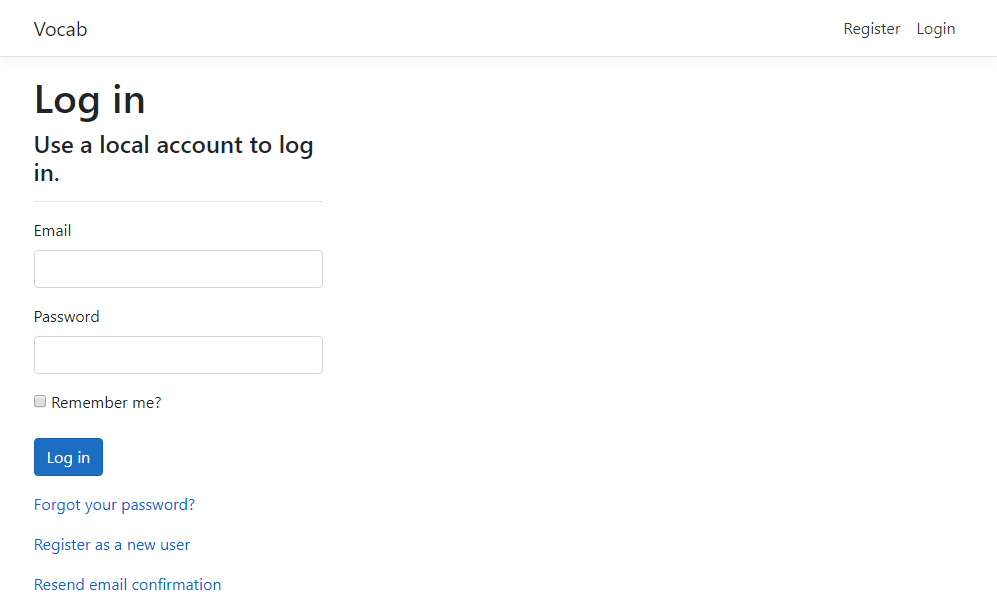 Vocab
Register
Login
Log in
Use a local account to log
in.
Email
Password
Remember me?
Log in
Forgot your password?
Register as a new user
Resend email confirmation